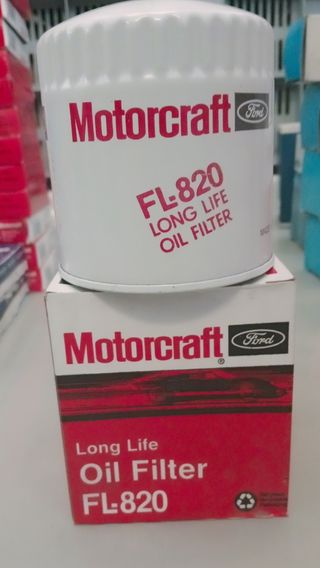 Motorcraft Ford
FL-820
LONG LIFE
OIL FILTER
Motorcraft® Ford
Long Life
Oil Filter
FL-820